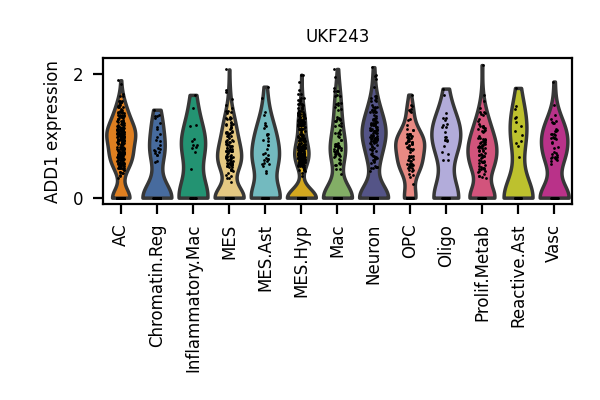 UKF243
ADD1 expression
2
0
AC
Chromatin.Reg
Inflammatory.Mac
MES
MES.Ast
MES.Hyp
Mac
Neuron
OPC
Oligo
Prolif.Metab
Reactive.Ast
Vasc